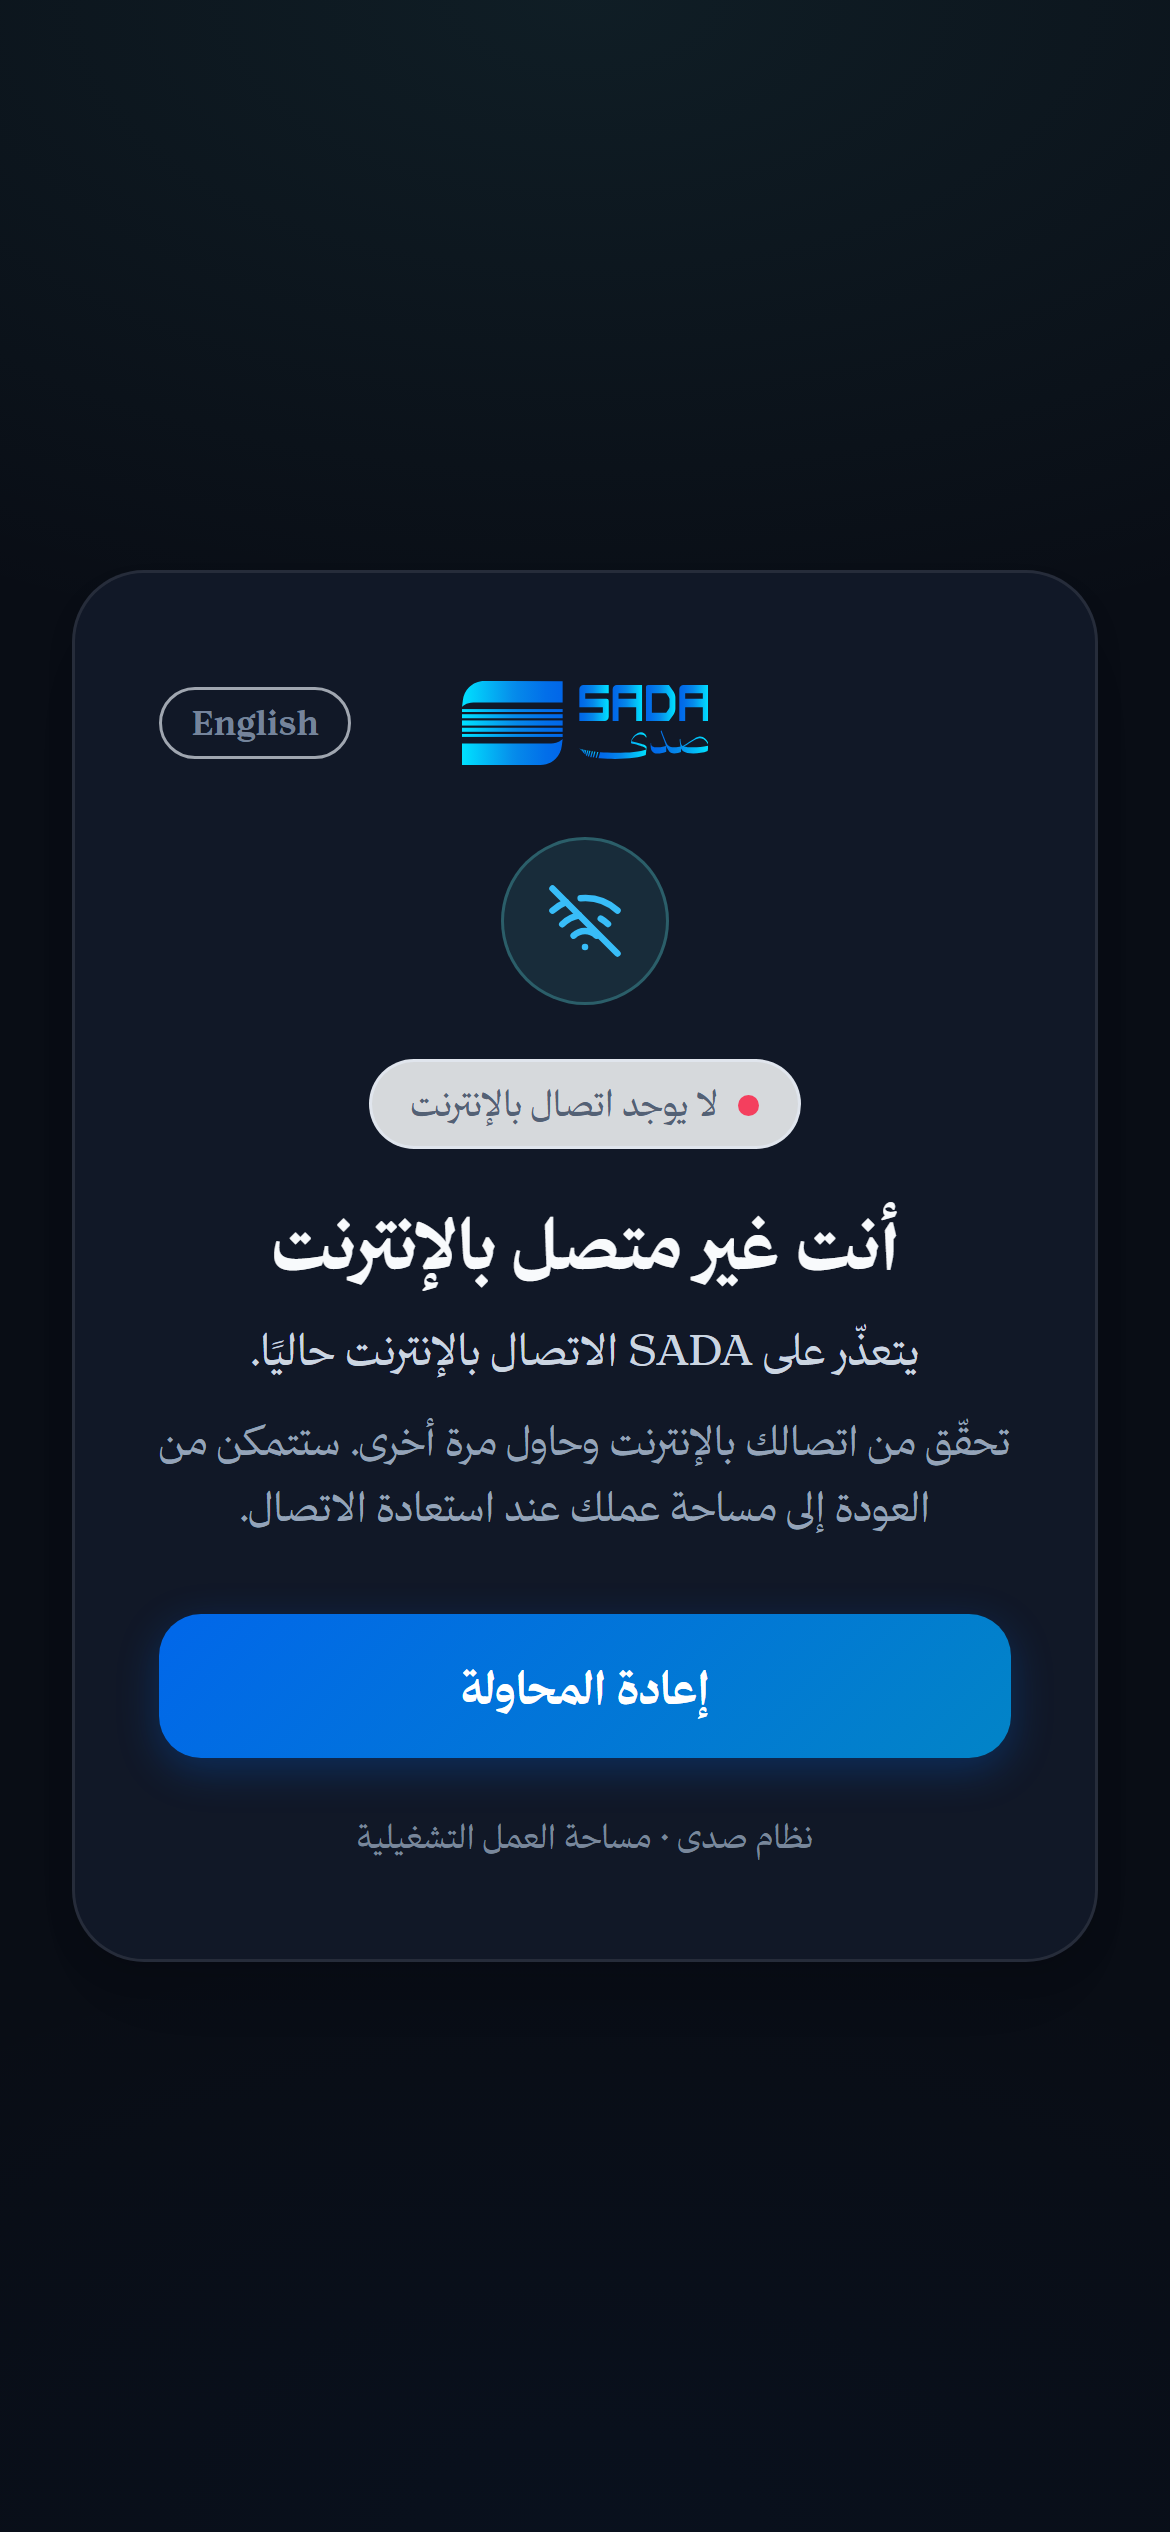 English
SADA
صدى
لا يوجد اتصال بالإنترنت
أنت غير متصل بالإنترنت
يتعذّر على SADA الاتصال بالإنترنت حاليًا.
تحقّق من اتصالك بالإنترنت وحاول مرة أخرى. ستتمكن من
العودة إلى مساحة عملك عند استعادة الاتصال.
إعادة المحاولة
نظام صدى · مساحة العمل التشغيلية